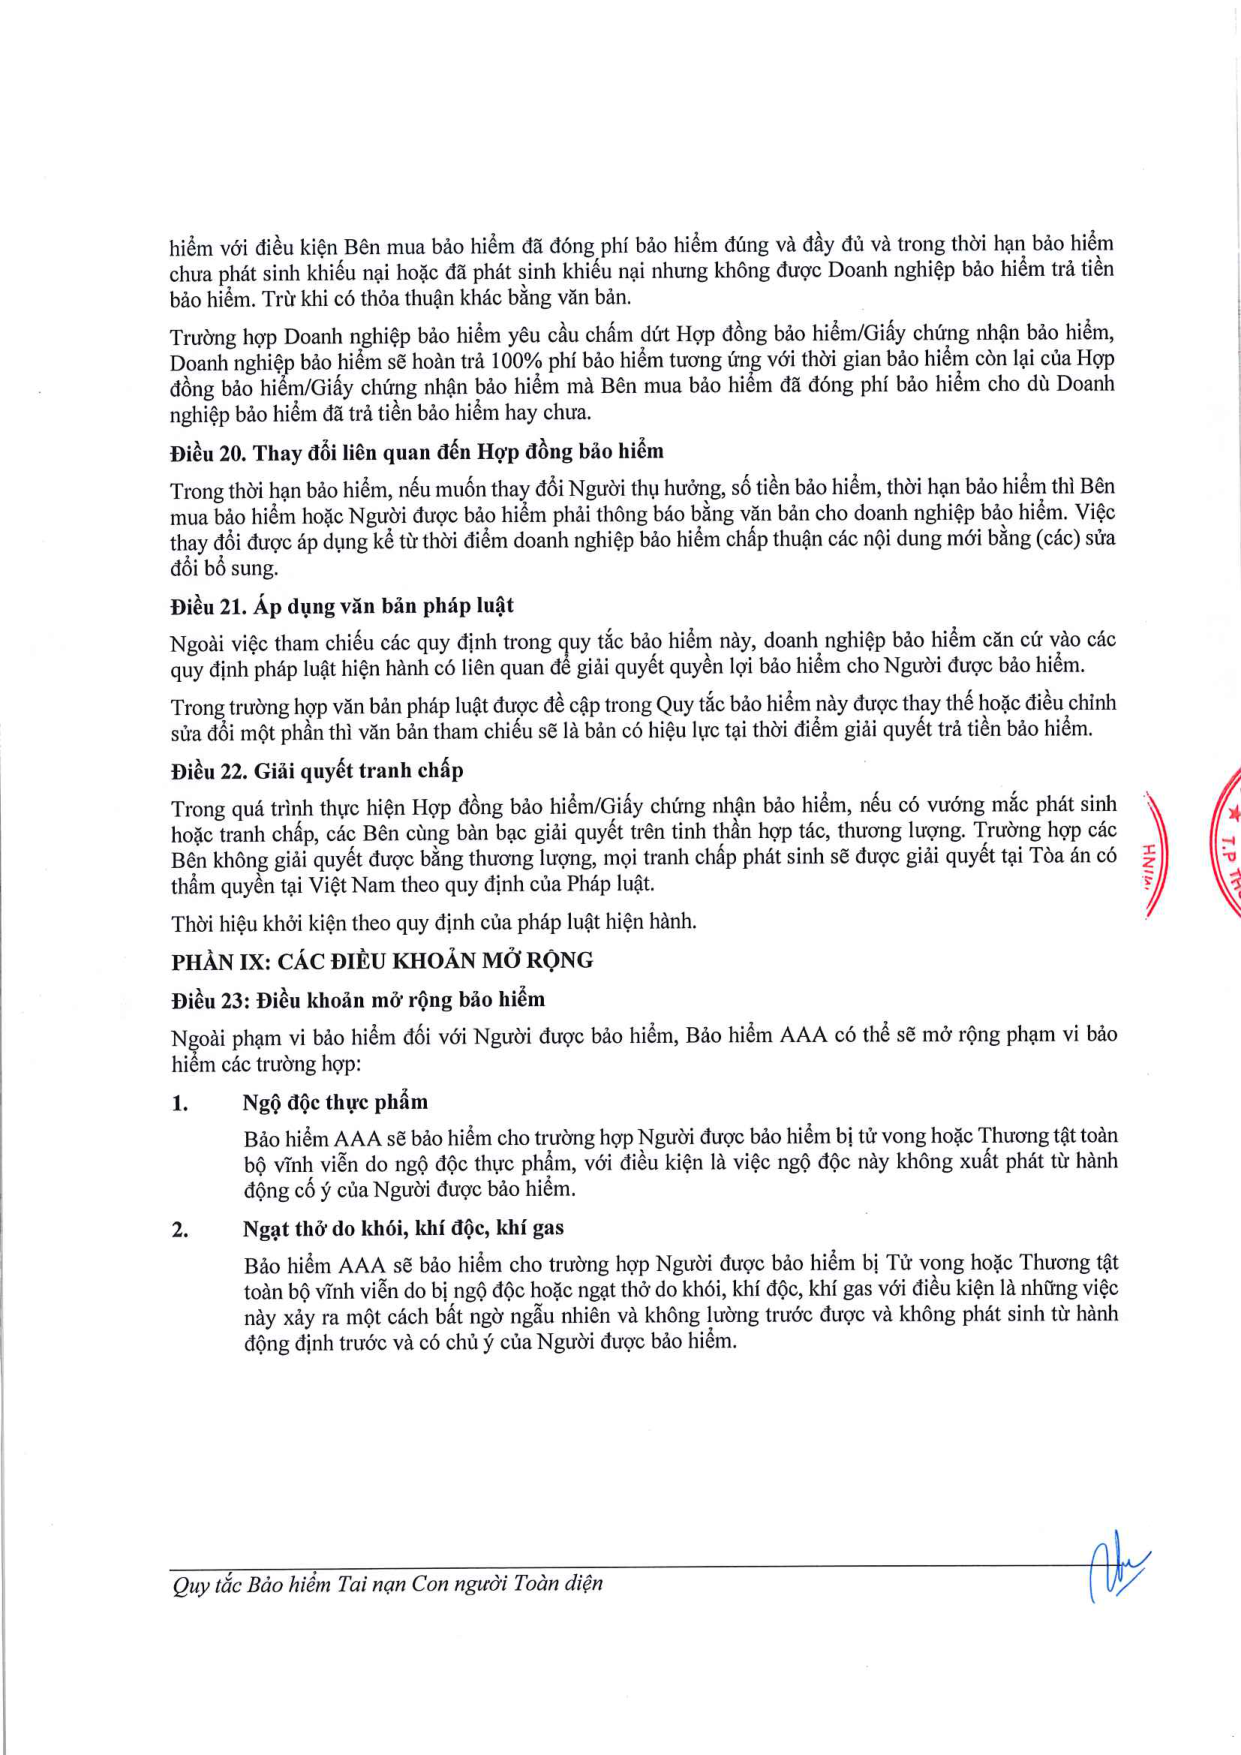 hiểm với điều kiện Bên mua bảo hiểm đã đóng phí bảo hiểm đúng và đầy đủ và trong thời hạn bảo hiểm
chưa phát sinh khiếu nại hoặc đã phát sinh khiếu nại nhưng không được Doanh nghiệp bảo hiểm trả tiền
bảo hiểm. Trừ khi có thỏa thuận khác bằng văn bản.
Trường hợp Doanh nghiệp bảo hiểm yêu cầu chấm dứt Hợp đồng bảo hiểm/Giấy chứng nhận bảo hiểm,
Doanh nghiệp bảo hiểm sẽ hoàn trả 100% phí bảo hiểm tương ứng với thời gian bảo hiểm còn lại của Hợp
đồng bảo hiểm/Giấy chứng nhận bảo hiểm mà Bên mua bảo hiểm đã đóng phí bảo hiểm cho dù Doanh
nghiệp bảo hiểm đã trả tiền bảo hiểm hay chưa.
Điều 20. Thay đổi liên quan đến Hợp đồng bảo hiểm
Trong thời hạn bảo hiểm, nếu muốn thay đổi Người thụ hưởng, số tiền bảo hiểm, thời hạn bảo hiểm thì Bên
mua bảo hiểm hoặc Người được bảo hiểm phải thông báo bằng văn bản cho doanh nghiệp bảo hiểm. Việc
thay đổi được áp dụng kể từ thời điểm doanh nghiệp bảo hiểm chấp thuận các nội dung mới bằng (các) sửa
đổi bổ sung.
Điều 21. Áp dụng văn bản pháp luật
Ngoài việc tham chiếu các quy định trong quy tắc bảo hiểm này, doanh nghiệp bảo hiểm căn cứ vào các
quy định pháp luật hiện hành có liên quan để giải quyết quyền lợi bảo hiểm cho Người được bảo hiểm.
Trong trường hợp văn bản pháp luật được đề cập trong Quy tắc bảo hiểm này được thay thế hoặc điều chỉnh
sửa đổi một phần thì văn bản tham chiếu sẽ là bản có hiệu lực tại thời điểm giải quyết trả tiền bảo hiểm.
Điều 22. Giải quyết tranh chấp
Trong quá trình thực hiện Hợp đồng bảo hiểm/Giấy chứng nhận bảo hiểm, nếu có vướng mắc phát sinh
hoặc tranh chấp, các Bên cùng bàn bạc giải quyết trên tinh thần hợp tác, thương lượng. Trường hợp các
Bên không giải quyết được bằng thương lượng, mọi tranh chấp phát sinh sẽ được giải quyết tại Tòa án có
thẩm quyền tại Việt Nam theo quy định của Pháp luật.
Thời hiệu khởi kiện theo quy định của pháp luật hiện hành.
PHẦN IX: CÁC ĐIỀU KHOẢN MỞ RỘNG
Điều 23: Điều khoản mở rộng bảo hiểm
Ngoài phạm vi bảo hiểm đối với Người được bảo hiểm, Bảo hiểm AAA có thể sẽ mở rộng phạm vi bảo
hiểm các trường hợp:
1. Ngộ độc thực phẩm
Bảo hiểm AAA sẽ bảo hiểm cho trường hợp Người được bảo hiểm bị tử vong hoặc Thương tật toàn
bộ vĩnh viễn do ngộ độc thực phẩm, với điều kiện là việc ngộ độc này không xuất phát từ hành
động cố ý của Người được bảo hiểm.
2. Ngạt thở do khói, khí độc, khí gas
Bảo hiểm AAA sẽ bảo hiểm cho trường hợp Người được bảo hiểm bị Tử vong hoặc Thương tật
toàn bộ vĩnh viễn do bị ngộ độc hoặc ngạt thở do khói, khí độc, khí gas với điều kiện là những việc
này xảy ra một cách bất ngờ ngẫu nhiên và không lường trước được và không phát sinh từ hành
động định trước và có chủ ý của Người được bảo hiểm.
Quy tắc Bảo hiểm Tai nạn Con người Toàn diện
T.P